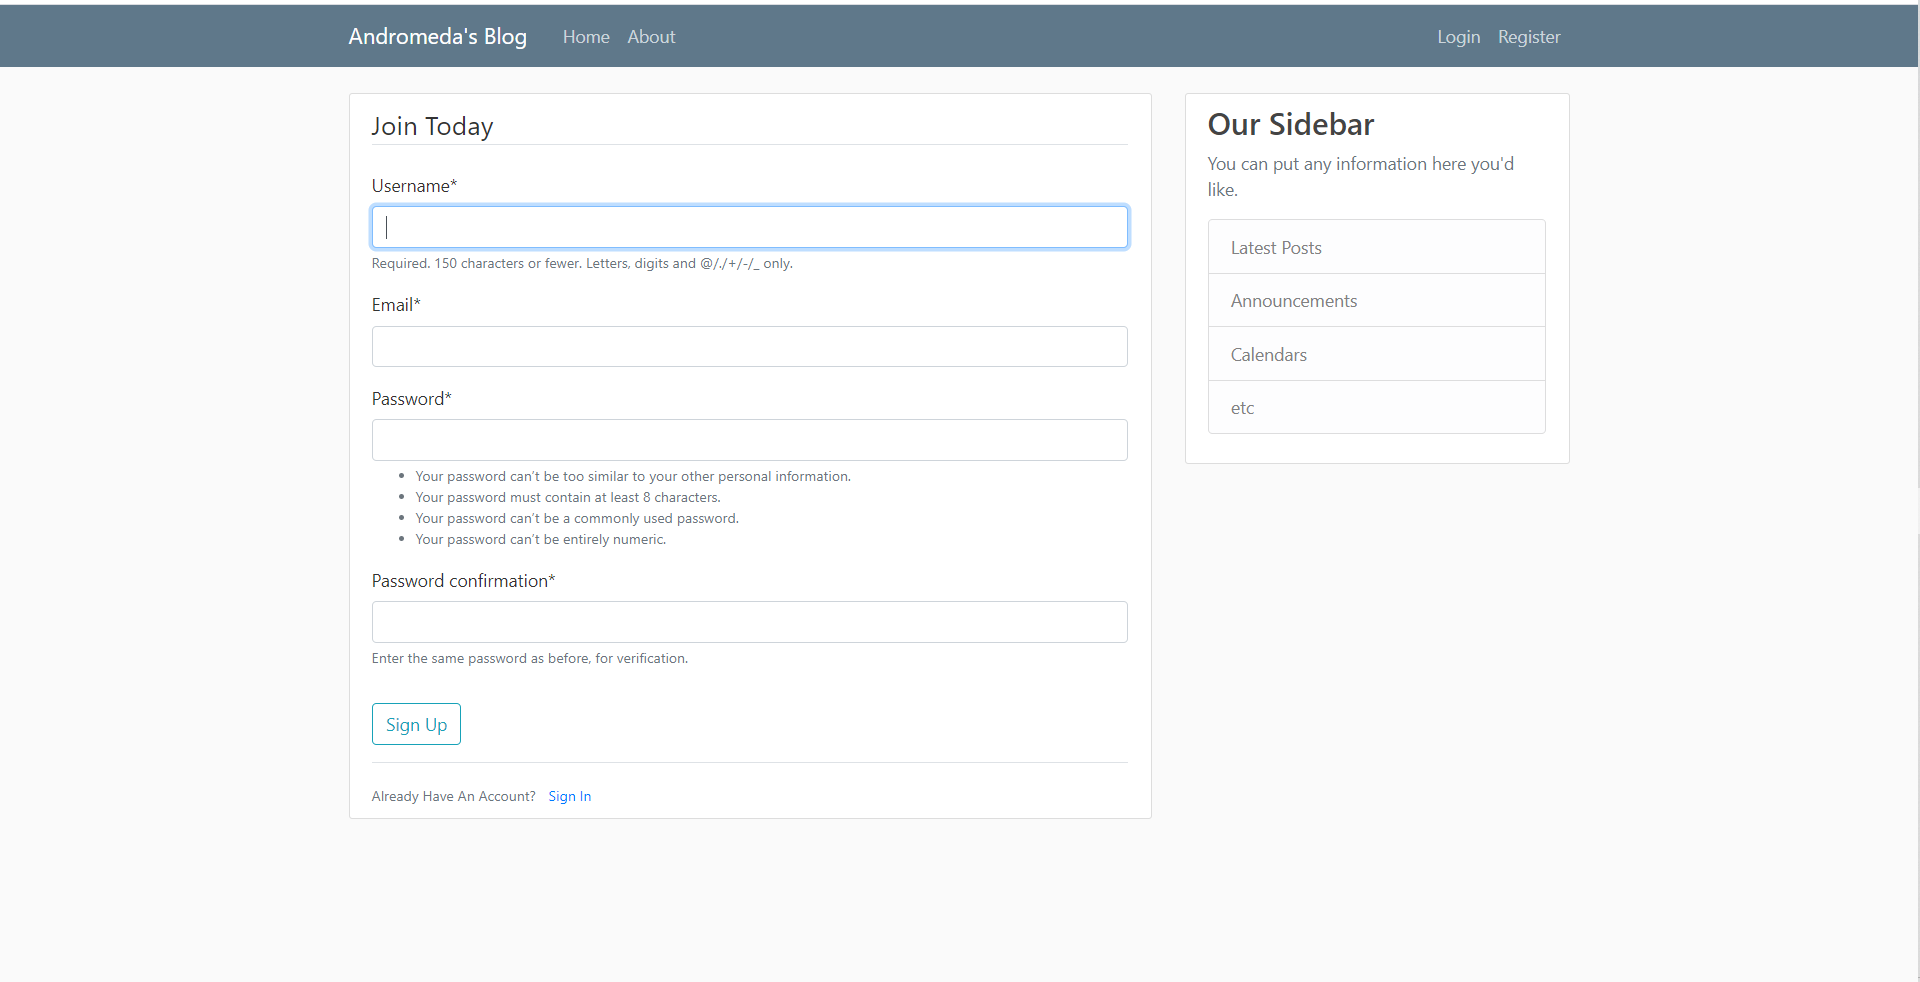 Andromeda's Blog Home About Login Register
Join Today
Username*
Required. 150 characters or fewer. Letters, digits and @/./+/-/_ only.
Email*
Password*
Your password can’t be too similar to your other personal information.
Your password must contain at least 8 characters.
Your password can’t be a commonly used password.
Your password can’t be entirely numeric.
Password confirmation*
Enter the same password as before, for verification.
Sign Up
Already Have An Account? Sign In
Our Sidebar
You can put any information here you'd
like.
Latest Posts
Announcements
Calendars
etc